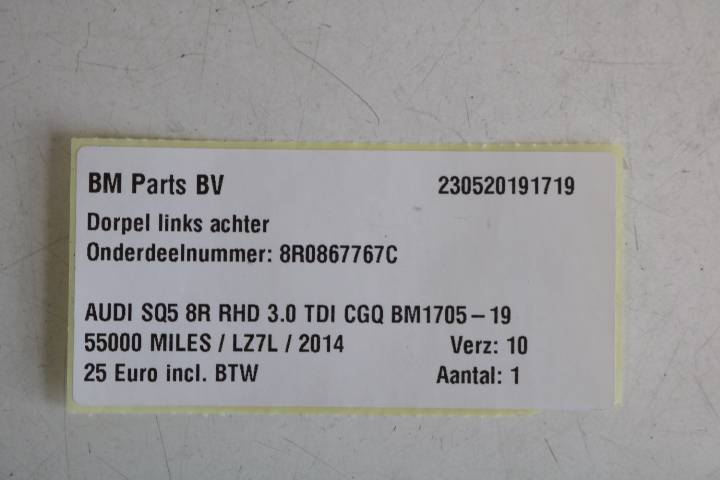 BM Parts BV 230520191719
Dorpel links achter
Onderdeelnummer: 8R0867767C
AUDI SQ5 8R RHD 3.0 TDI CGQ BM1705-19
55000 MILES / LZ7L / 2014 Verz: 10
25 Euro incl. BTW Aantal: 1